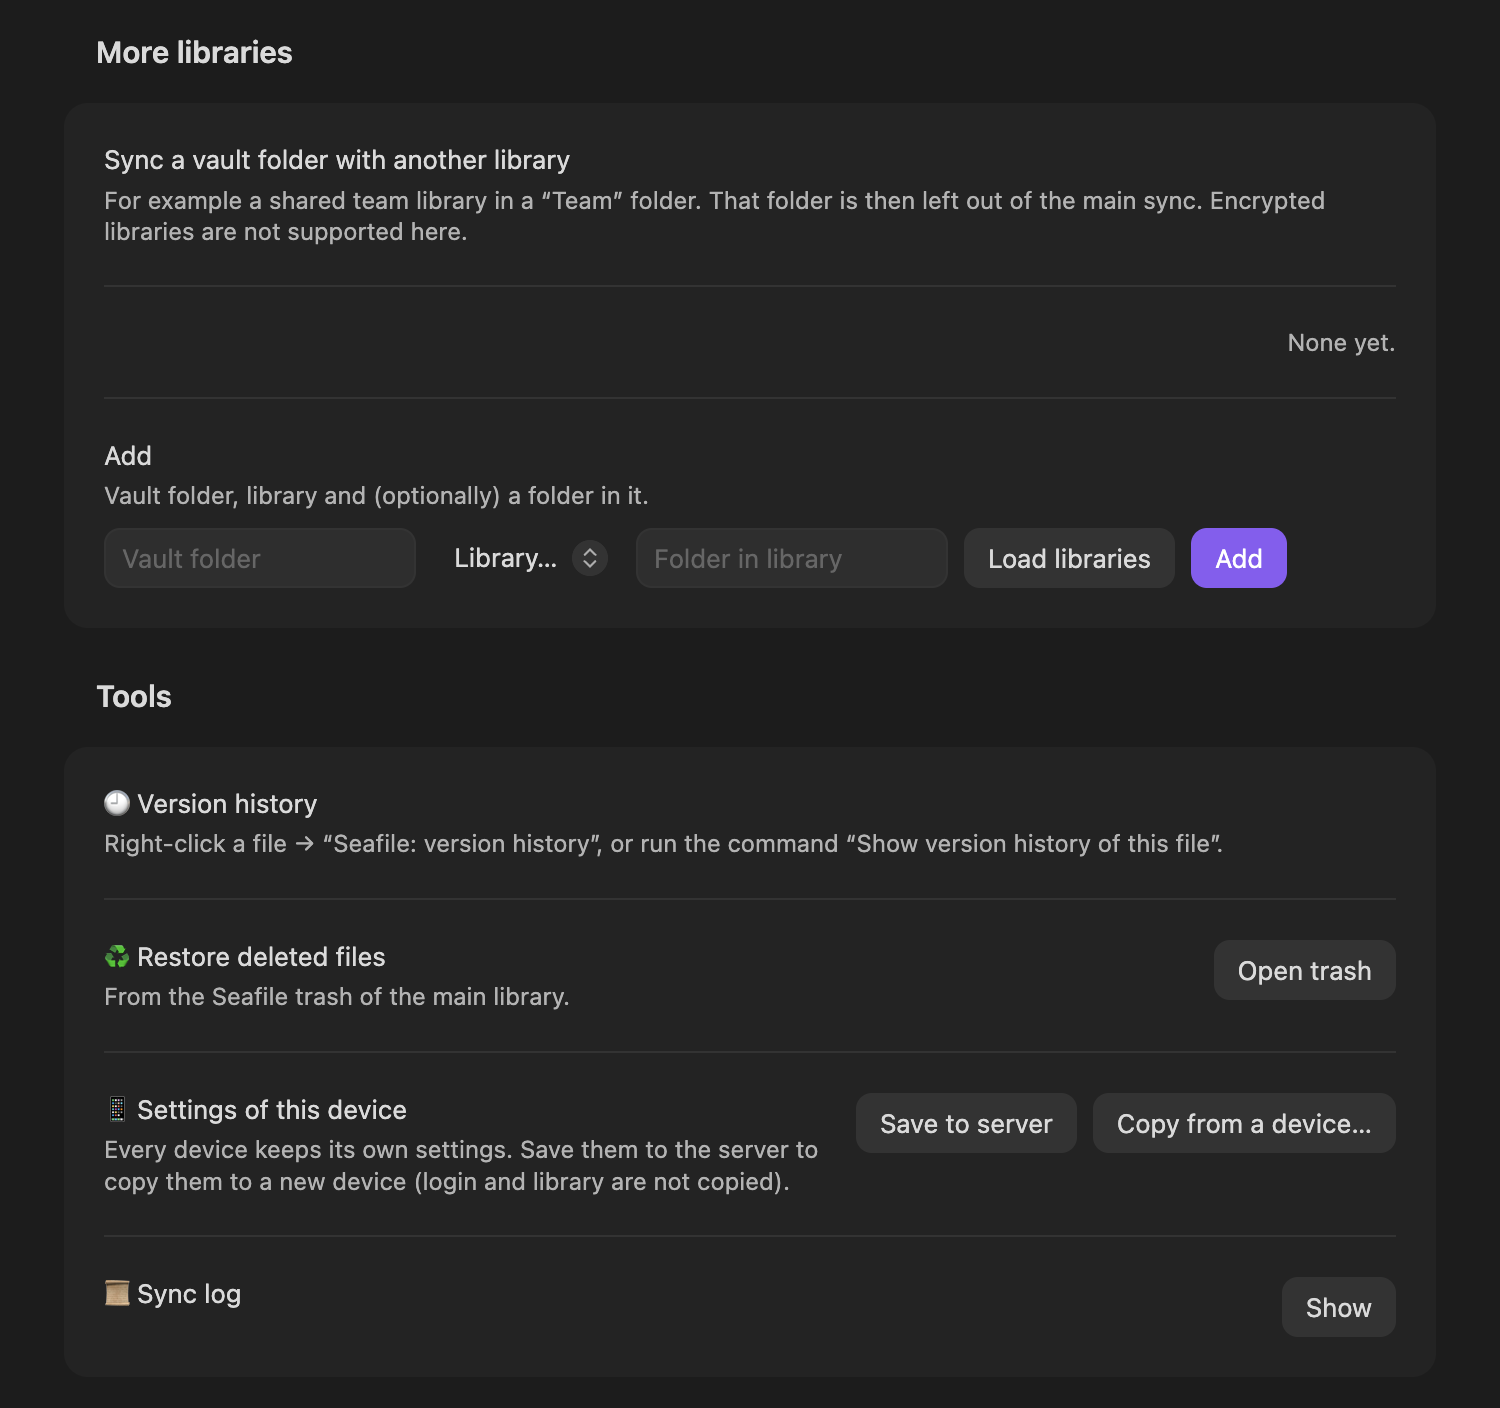 More libraries
Sync a vault folder with another library
For example a shared team library in a “Team” folder. That folder is then left out of the main sync. Encrypted
libraries are not supported here.
None yet.
Add
Vault folder, library and (optionally) a folder in it.
Vault folder Library... Folder in library Load libraries Add
Tools
Version history
Right-click a file → “Seafile: version history”, or run the command “Show version history of this file”.
Restore deleted files
From the Seafile trash of the main library.
Open trash
Settings of this device
Every device keeps its own settings. Save them to the server to
copy them to a new device (login and library are not copied).
Save to server Copy from a device...
Sync log
Show